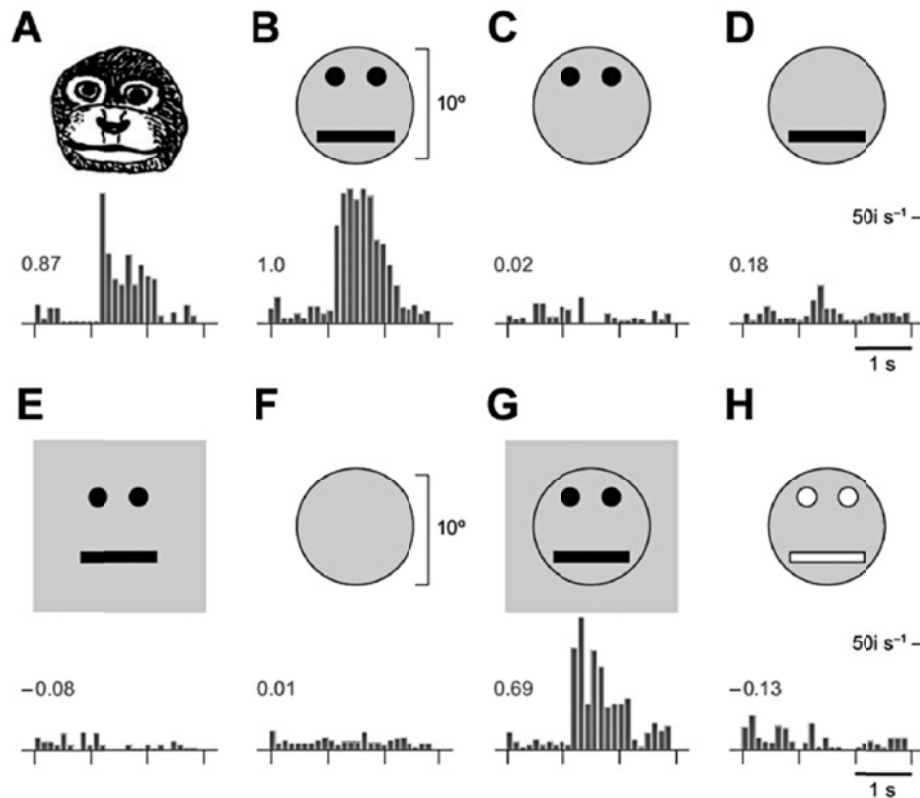 A
B
C
D
10º
50i s⁻¹
0.87
1.0
0.02
0.18
1 s
E
F
G
H
10º
50i s⁻¹
−0.08
0.01
0.69
−0.13
1 s